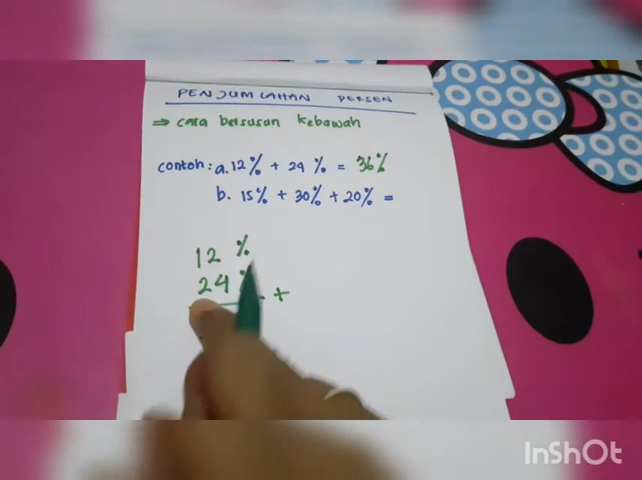 PENJUMLAHAN PERSEN
⇒ cara bersusun kebawah
contoh : a. 12% + 24 % = 36%
b. 15% + 30% + 20% =
12 %
24 %
+
InShOt